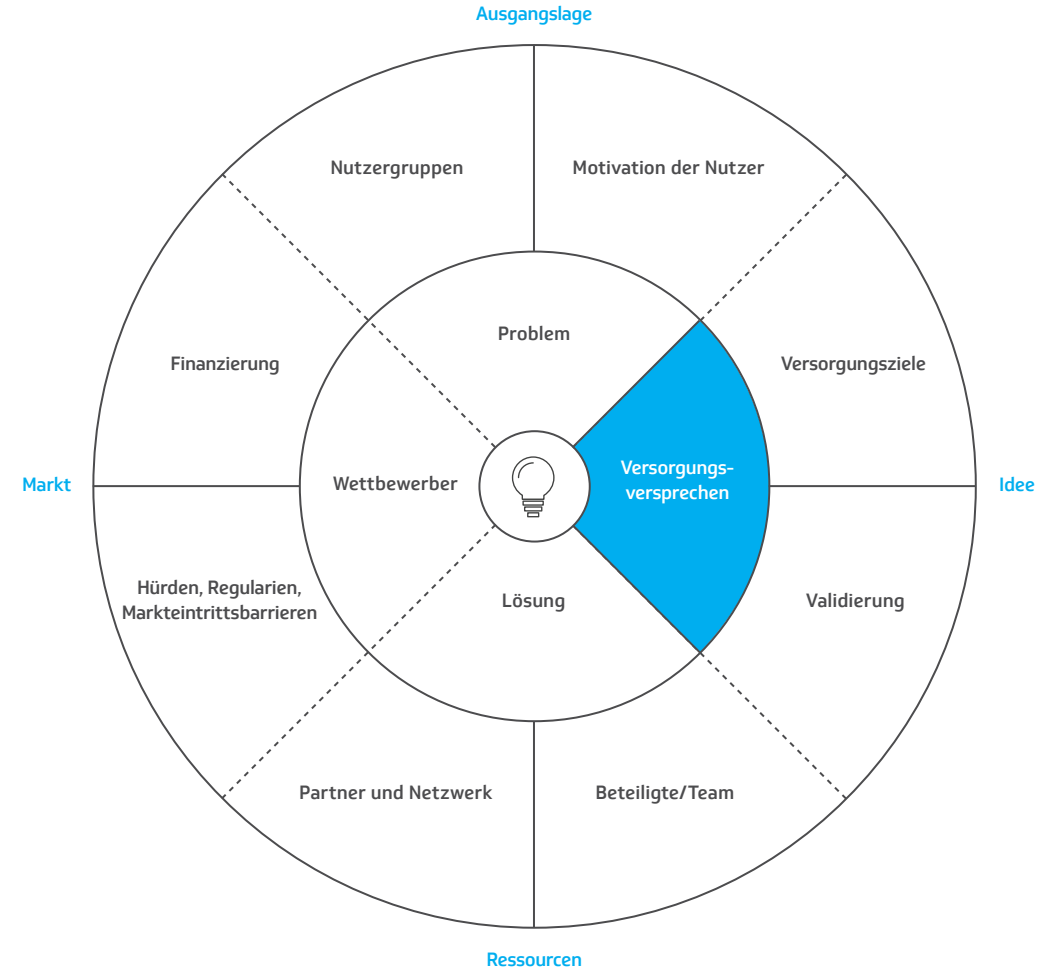 Ausgangslage
Nutzergruppen
Motivation der Nutzer
Problem
Finanzierung
Versorgungsziele
Wettbewerber
Versorgungs-
versprechen
Markt
Idee
Hürden, Regularien,
Markteintrittsbarrieren
Lösung
Validierung
Partner und Netzwerk
Beteiligte/Team
Ressourcen